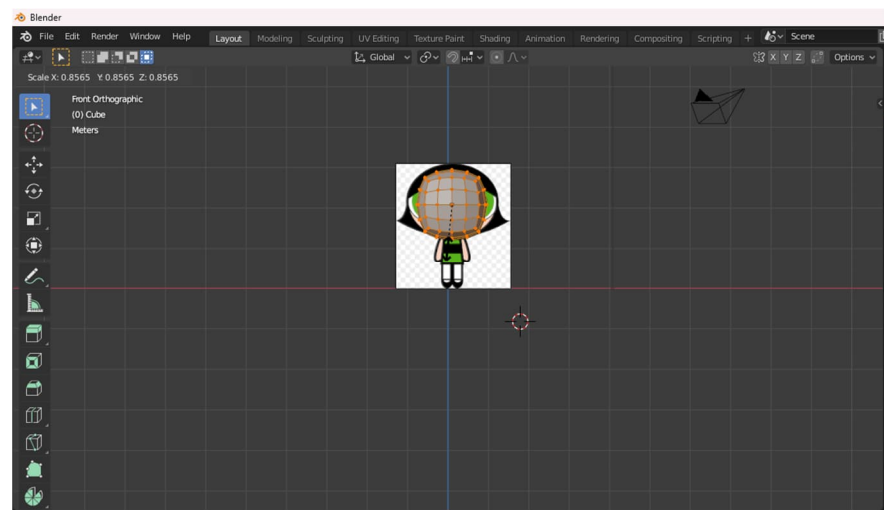 Blender
File Edit Render Window Help Layout Modeling Sculpting UV Editing Texture Paint Shading Animation Rendering Compositing Scripting + Scene
Global X Y Z Options
Scale X: 0.8565 Y: 0.8565 Z: 0.8565
Front Orthographic
(0) Cube
Meters